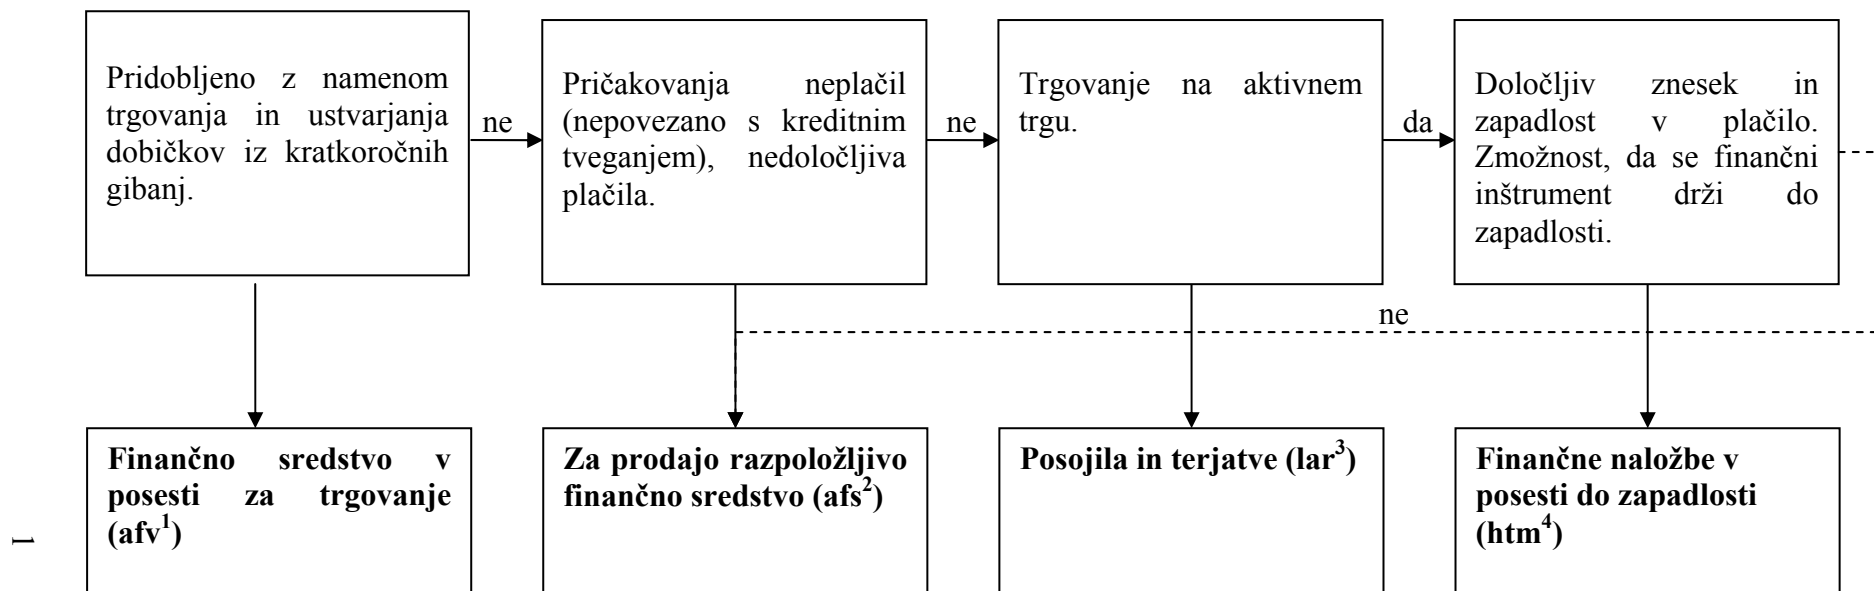 Pridobljeno z namenom
trgovanja in ustvarjanja
dobičkov iz kratkoročnih
gibanj.
ne
Pričakovanja neplačil
(nepovezano s kreditnim
tveganjem), nedoločljiva
plačila.
ne
Trgovanje na aktivnem
trgu.
da
Določljiv znesek in
zapadlost v plačilo.
Zmožnost, da se finančni
inštrument drži do
zapadlosti.
ne
Finančno sredstvo v
posesti za trgovanje
(afv¹)
Za prodajo razpoložljivo
finančno sredstvo (afs²)
Posojila in terjatve (lar³)
Finančne naložbe v
posesti do zapadlosti
(htm⁴)
1